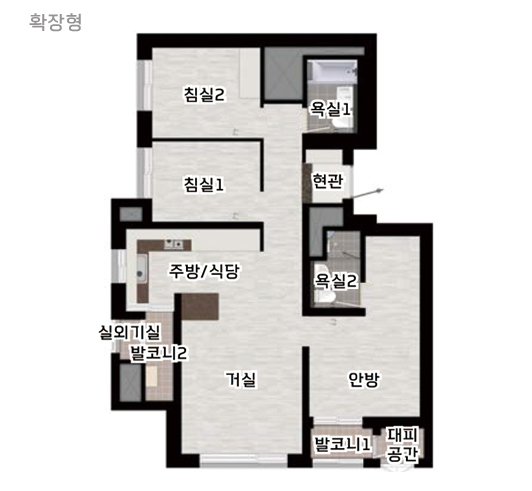 확장형
침실2
욕실1
침실1
현관
주방/식당
욕실2
실외기실
발코니2
거실
안방
발코니1
대피
공간